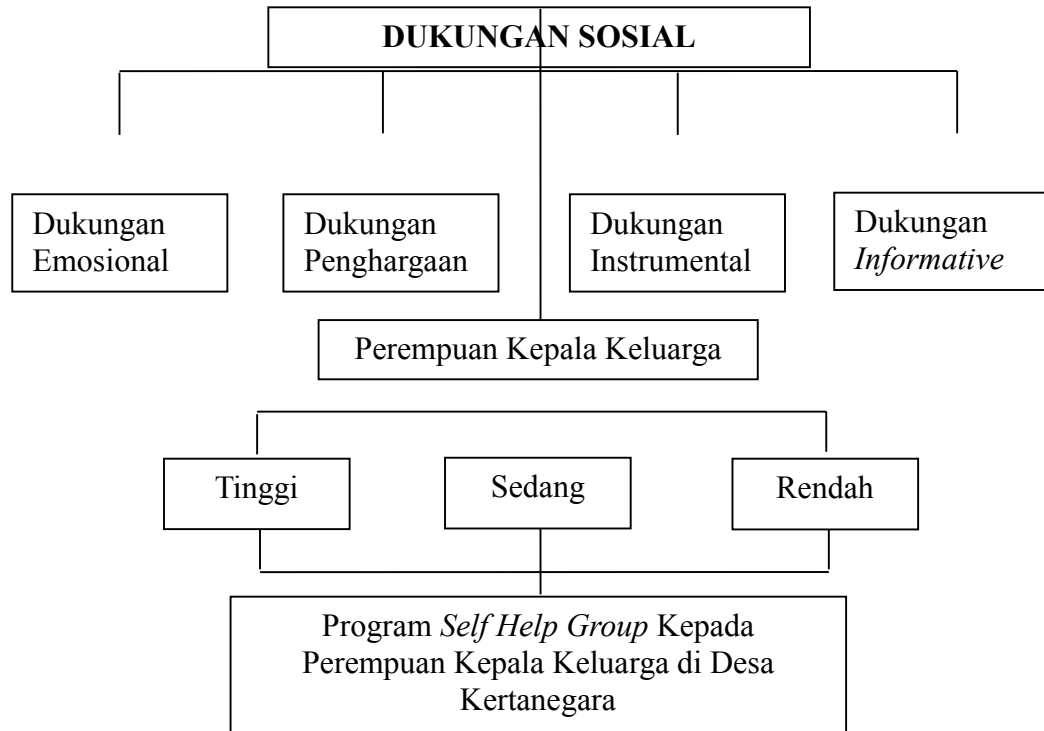 DUKUNGAN SOSIAL
Dukungan
Emosional
Dukungan
Penghargaan
Dukungan
Instrumental
Dukungan
Informative
Perempuan Kepala Keluarga
Tinggi
Sedang
Rendah
Program Self Help Group Kepada
Perempuan Kepala Keluarga di Desa
Kertanegara